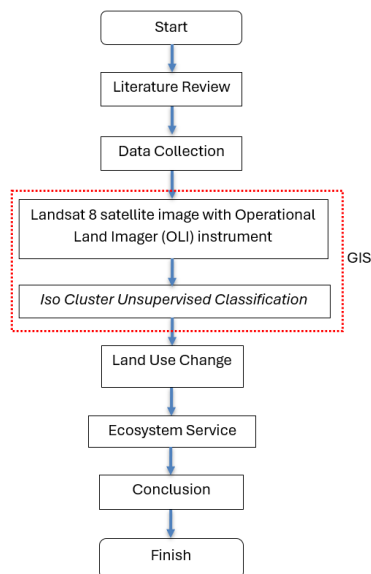 Start
Literature Review
Data Collection
Landsat 8 satellite image with Operational
Land Imager (OLI) instrument
GIS
Iso Cluster Unsupervised Classification
Land Use Change
Ecosystem Service
Conclusion
Finish